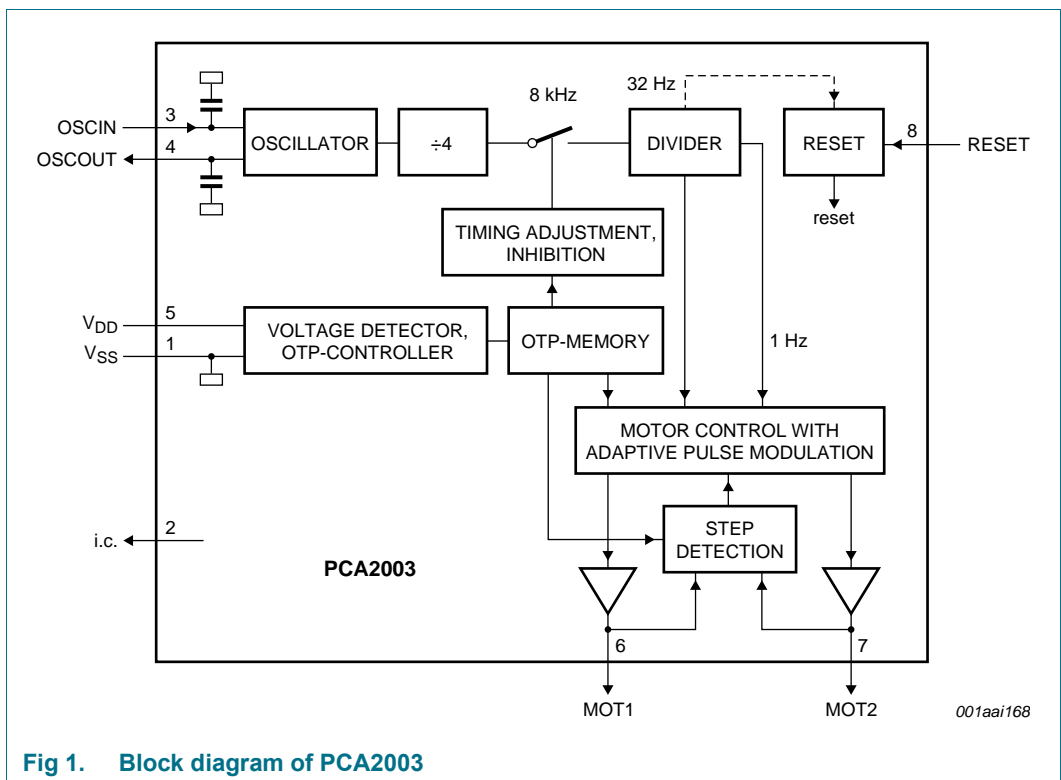 8 kHz
32 Hz
3
OSCIN
4
OSCOUT
OSCILLATOR
÷4
DIVIDER
RESET
8
RESET
reset
TIMING ADJUSTMENT,
INHIBITION
5
VDD
1
VSS
VOLTAGE DETECTOR,
OTP-CONTROLLER
OTP-MEMORY
1 Hz
MOTOR CONTROL WITH
ADAPTIVE PULSE MODULATION
2
i.c.
STEP
DETECTION
PCA2003
6
7
MOT1
MOT2
001aai168
Fig 1. Block diagram of PCA2003